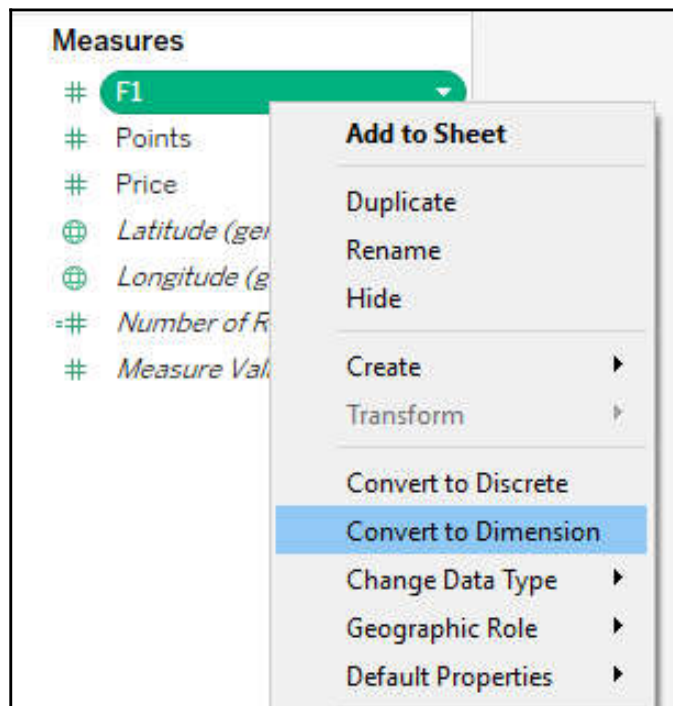 Measures
F1
Points
Price
Latitude (ge
Longitude (g
Number of R
Measure Val
Add to Sheet
Duplicate
Rename
Hide
Create
Transform
Convert to Discrete
Convert to Dimension
Change Data Type
Geographic Role
Default Properties